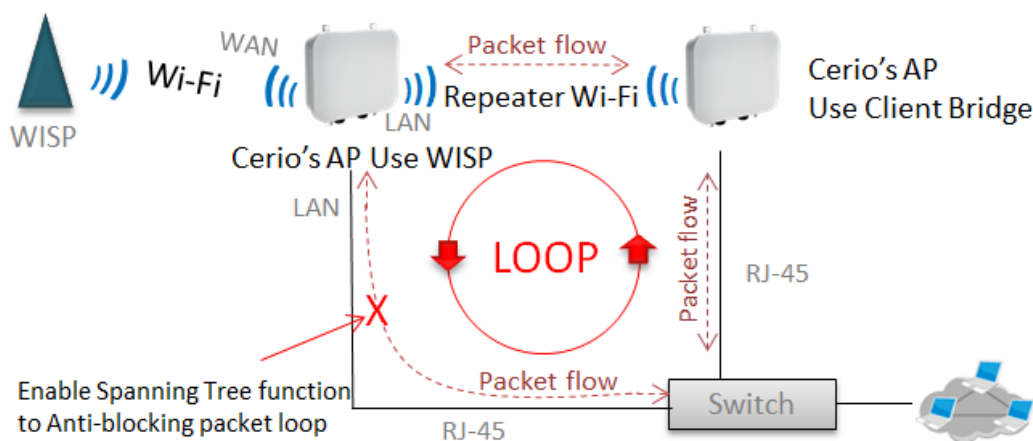 WISP
Wi-Fi
WAN
LAN
Packet flow
Repeater Wi-Fi
Cerio's AP
Use Client Bridge
Cerio's AP Use WISP
LAN
LOOP
Packet flow
RJ-45
X
Enable Spanning Tree function
to Anti-blocking packet loop
Packet flow
RJ-45
Switch